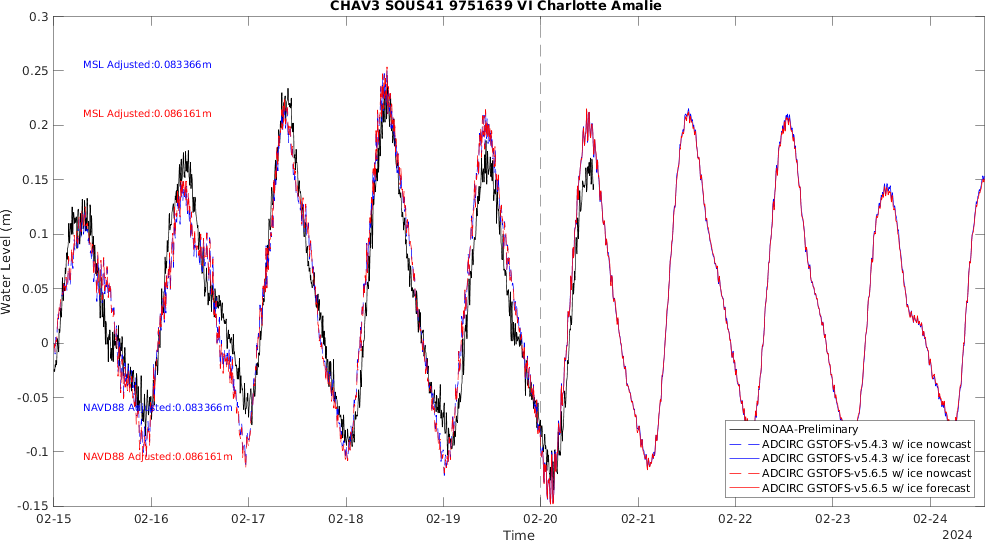 CHAV3 SOUS41 9751639 VI Charlotte Amalie
0.3
0.25
0.2
0.15
0.1
0.05
0
-0.05
-0.1
-0.15
Water Level (m)
MSL Adjusted:0.083366m
MSL Adjusted:0.086161m
NAVD88 Adjusted:0.083366m
NAVD88 Adjusted:0.086161m
NOAA-Preliminary
ADCIRC GSTOFS-v5.4.3 w/ ice nowcast
ADCIRC GSTOFS-v5.4.3 w/ ice forecast
ADCIRC GSTOFS-v5.6.5 w/ ice nowcast
ADCIRC GSTOFS-v5.6.5 w/ ice forecast
02-15 02-16 02-17 02-18 02-19 02-20 02-21 02-22 02-23 02-24
Time
2024